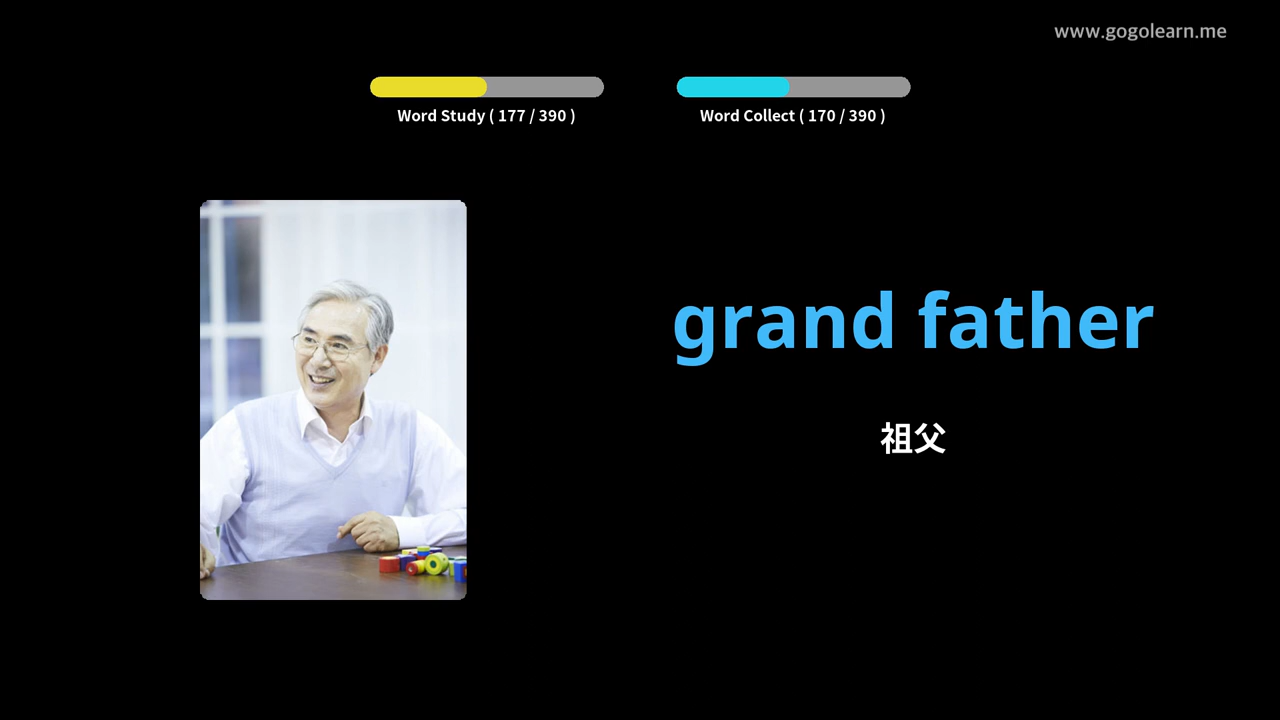 www.gogolearn.me
Word Study ( 177 / 390 )
Word Collect ( 170 / 390 )
grand father
祖父